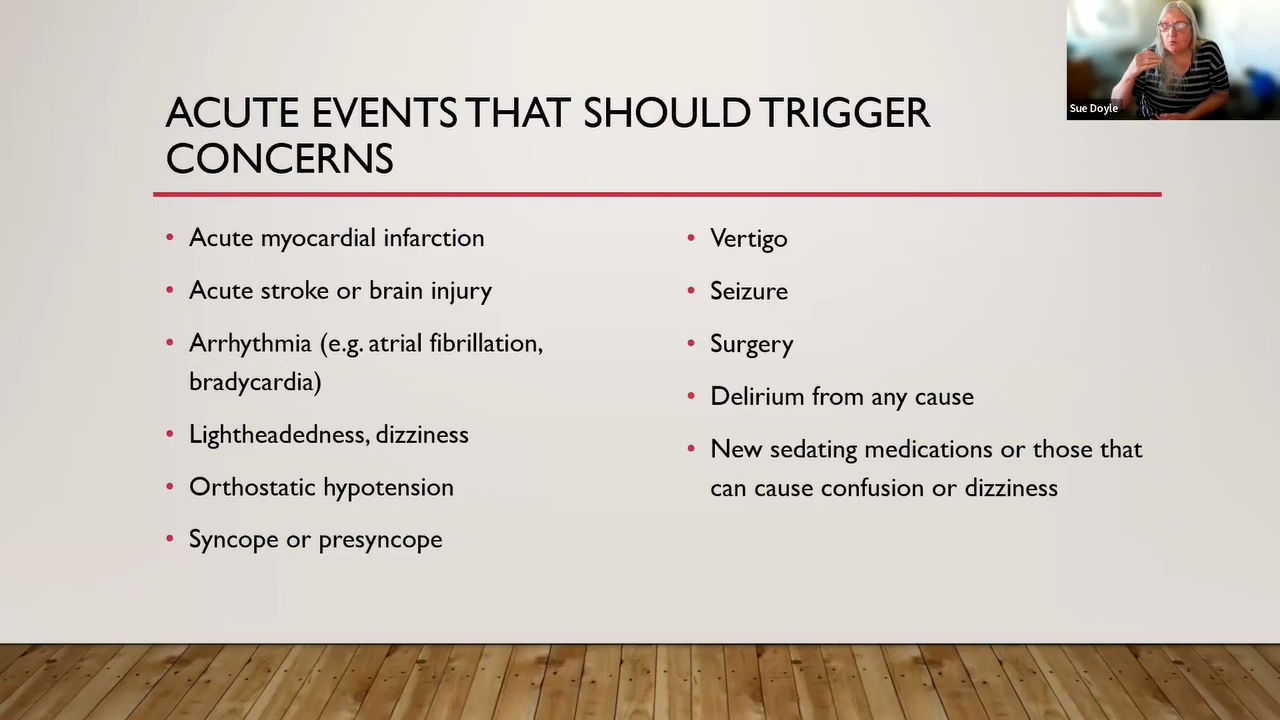 ACUTE EVENTS THAT SHOULD TRIGGER
CONCERNS
Sue Doyle
• Acute myocardial infarction
• Acute stroke or brain injury
• Arrhythmia (e.g. atrial fibrillation,
bradycardia)
• Lightheadedness, dizziness
• Orthostatic hypotension
• Syncope or presyncope
• Vertigo
• Seizure
• Surgery
• Delirium from any cause
• New sedating medications or those that
can cause confusion or dizziness